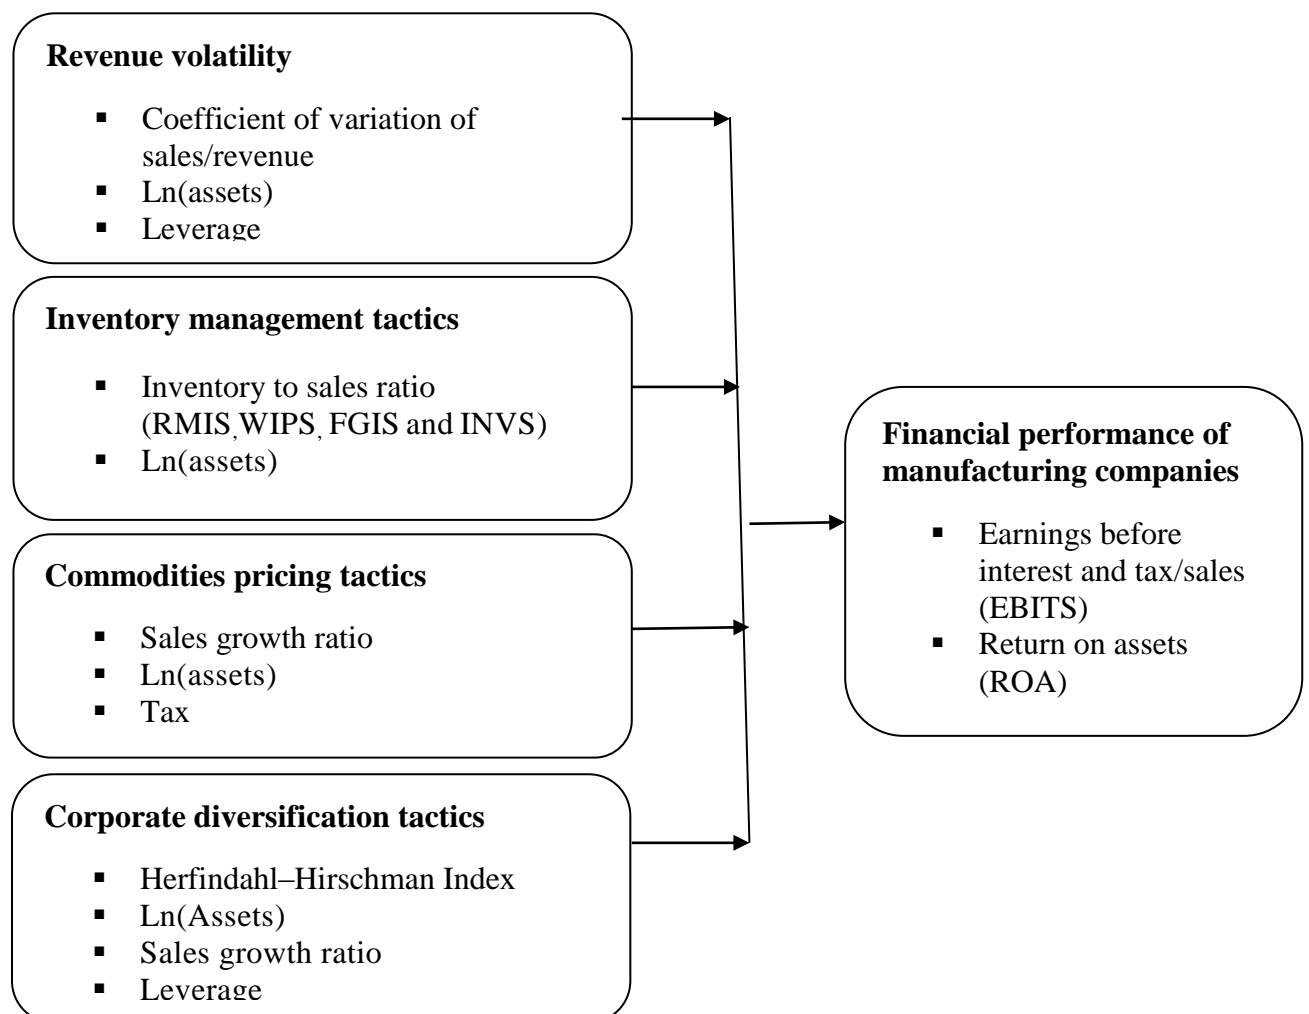 Revenue volatility
▪ Coefficient of variation of
sales/revenue
▪ Ln(assets)
▪ Leverage
Inventory management tactics
▪ Inventory to sales ratio
(RMIS,WIPS, FGIS and INVS)
▪ Ln(assets)
Commodities pricing tactics
▪ Sales growth ratio
▪ Ln(assets)
▪ Tax
Corporate diversification tactics
▪ Herfindahl–Hirschman Index
▪ Ln(Assets)
▪ Sales growth ratio
▪ Leverage
Financial performance of
manufacturing companies
▪ Earnings before
interest and tax/sales
(EBITS)
▪ Return on assets
(ROA)